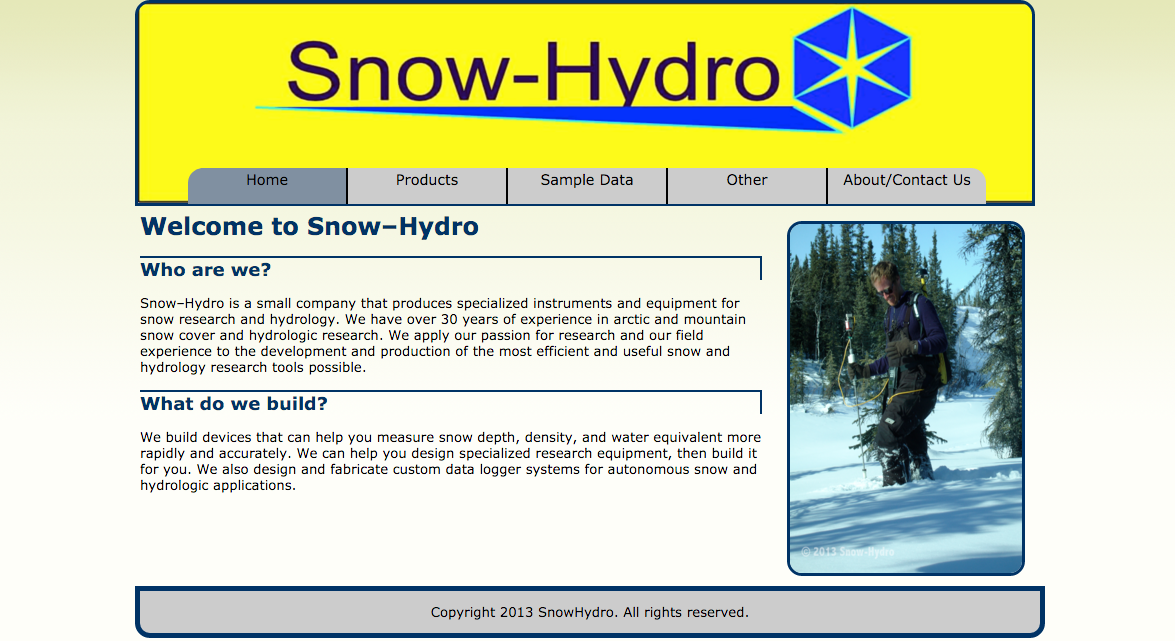 Snow-Hydro
Home
Products
Sample Data
Other
About/Contact Us
Welcome to Snow–Hydro
Who are we?
Snow–Hydro is a small company that produces specialized instruments and equipment for
snow research and hydrology. We have over 30 years of experience in arctic and mountain
snow cover and hydrologic research. We apply our passion for research and our field
experience to the development and production of the most efficient and useful snow and
hydrology research tools possible.
What do we build?
We build devices that can help you measure snow depth, density, and water equivalent more
rapidly and accurately. We can help you design specialized research equipment, then build it
for you. We also design and fabricate custom data logger systems for autonomous snow and
hydrologic applications.
© 2013 Snow-Hydro
Copyright 2013 SnowHydro. All rights reserved.